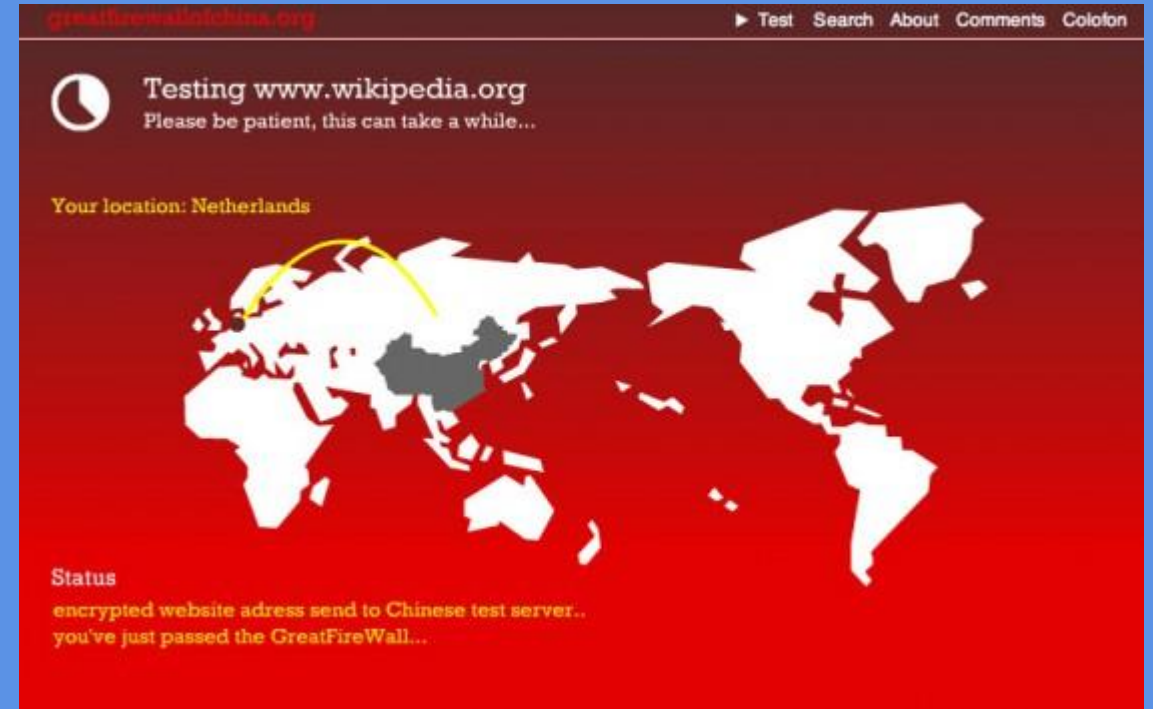 greatfirewallofchina.org
▶ Test Search About Comments Colofon
Testing www.wikipedia.org
Please be patient, this can take a while...
Your location: Netherlands
Status
encrypted website adress send to Chinese test server..
you've just passed the GreatFireWall...